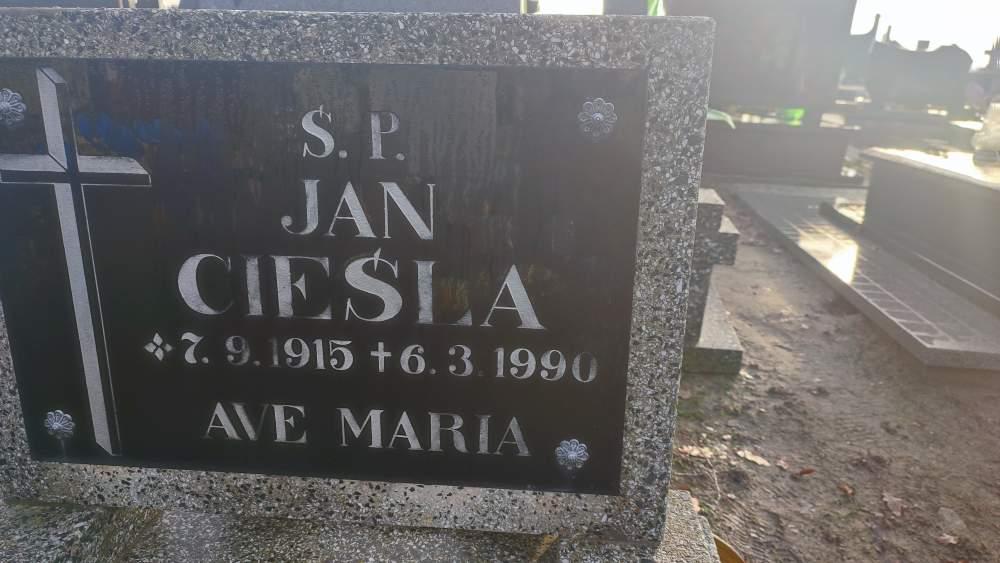 Ś. P.
JAN
CIEŚLA
7. 9. 1915 † 6. 3. 1990
AVE MARIA